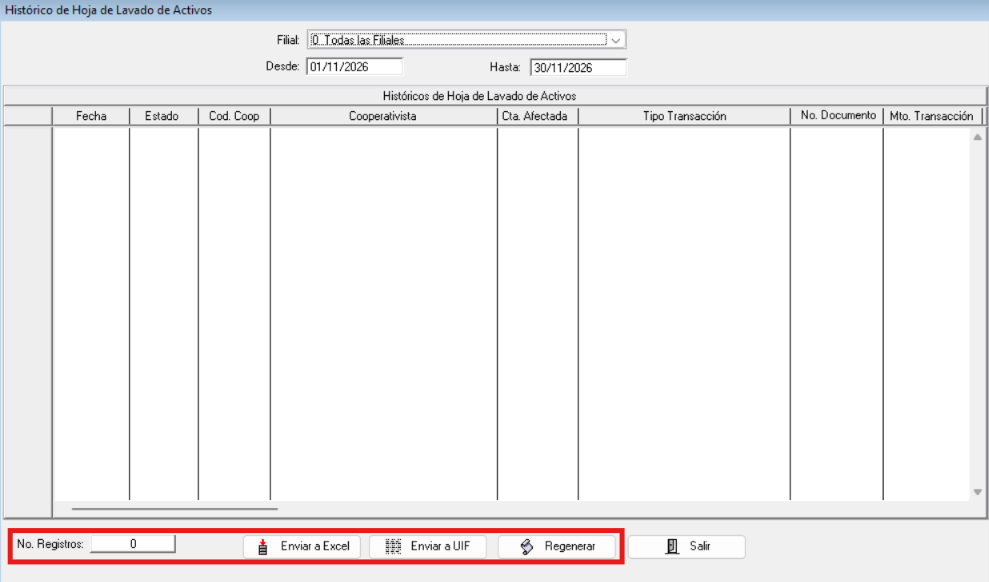 Histórico de Hoja de Lavado de Activos
Filial: 0 Todas las Filiales
Desde: 01/11/2026 Hasta: 30/11/2026
Históricos de Hoja de Lavado de Activos
Fecha Estado Cod. Coop Cooperativista Cta. Afectada Tipo Transacción No. Documento Mto. Transacción
No. Registros: 0 Enviar a Excel Enviar a UIF Regenerar Salir